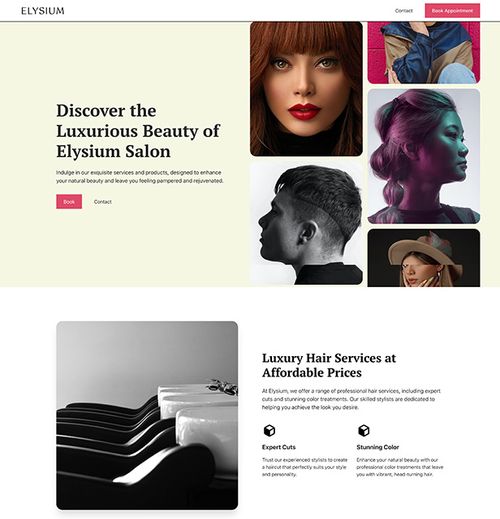 ELYSIUM
Contact
Book Appointment
Discover the
Luxurious Beauty of
Elysium Salon
Indulge in our exquisite services and products, designed to enhance
your natural beauty and leave you feeling pampered and rejuvenated.
Book
Contact
Luxury Hair Services at
Affordable Prices
At Elysium, we offer a range of professional hair services, including expert
cuts and stunning color treatments. Our skilled stylists are dedicated to
helping you achieve the look you desire.
Expert Cuts
Trust our experienced stylists to create
a haircut that perfectly suits your style
and personality.
Stunning Color
Enhance your natural beauty with our
professional color treatments that leave
you with vibrant, head-turning hair.